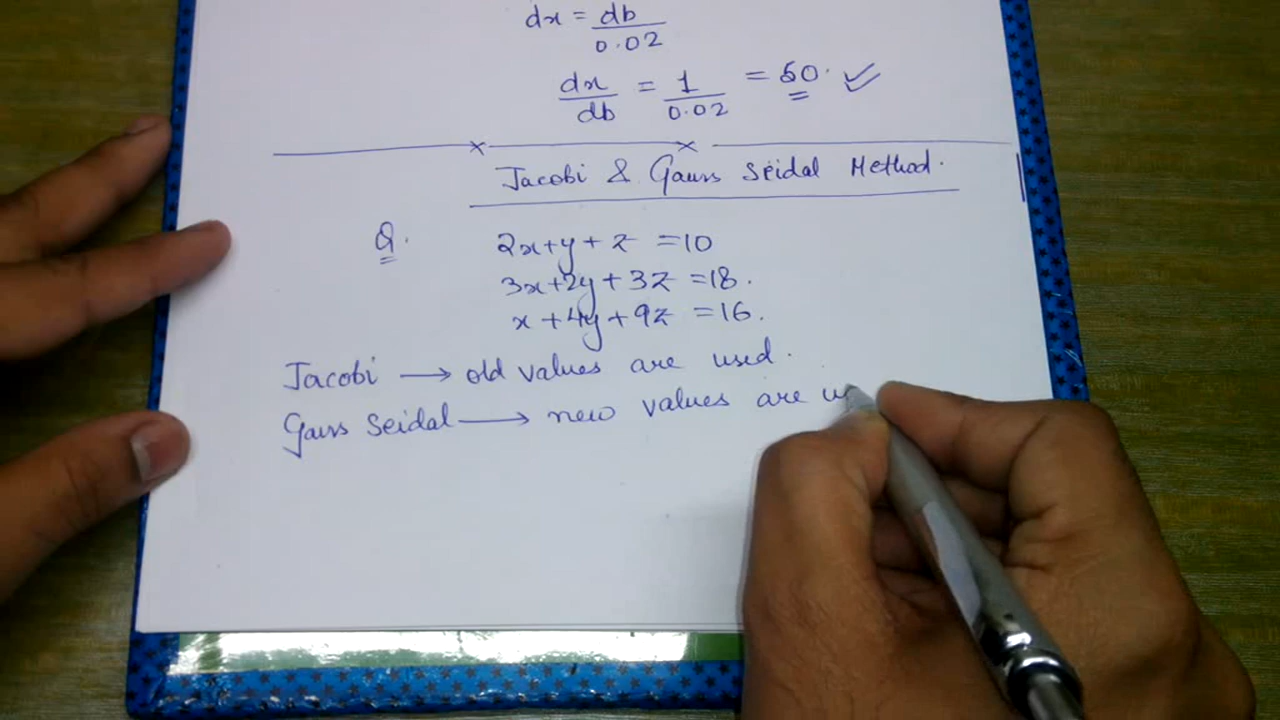 dx = db
0.02
dx = 1 = 50.
db 0.02
Jacobi & Gauss Seidal Method.
Q. 2x+y+z =10
3x+2y+3z =18.
x+4y+9z =16.
Jacobi → old values are used.
Gauss Seidal → new values are us